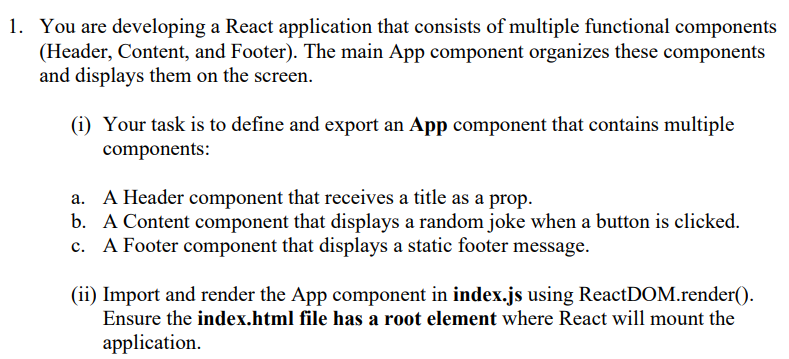 1. You are developing a React application that consists of multiple functional components
(Header, Content, and Footer). The main App component organizes these components
and displays them on the screen.
(i) Your task is to define and export an App component that contains multiple
components:
a. A Header component that receives a title as a prop.
b. A Content component that displays a random joke when a button is clicked.
c. A Footer component that displays a static footer message.
(ii) Import and render the App component in index.js using ReactDOM.render().
Ensure the index.html file has a root element where React will mount the
application.